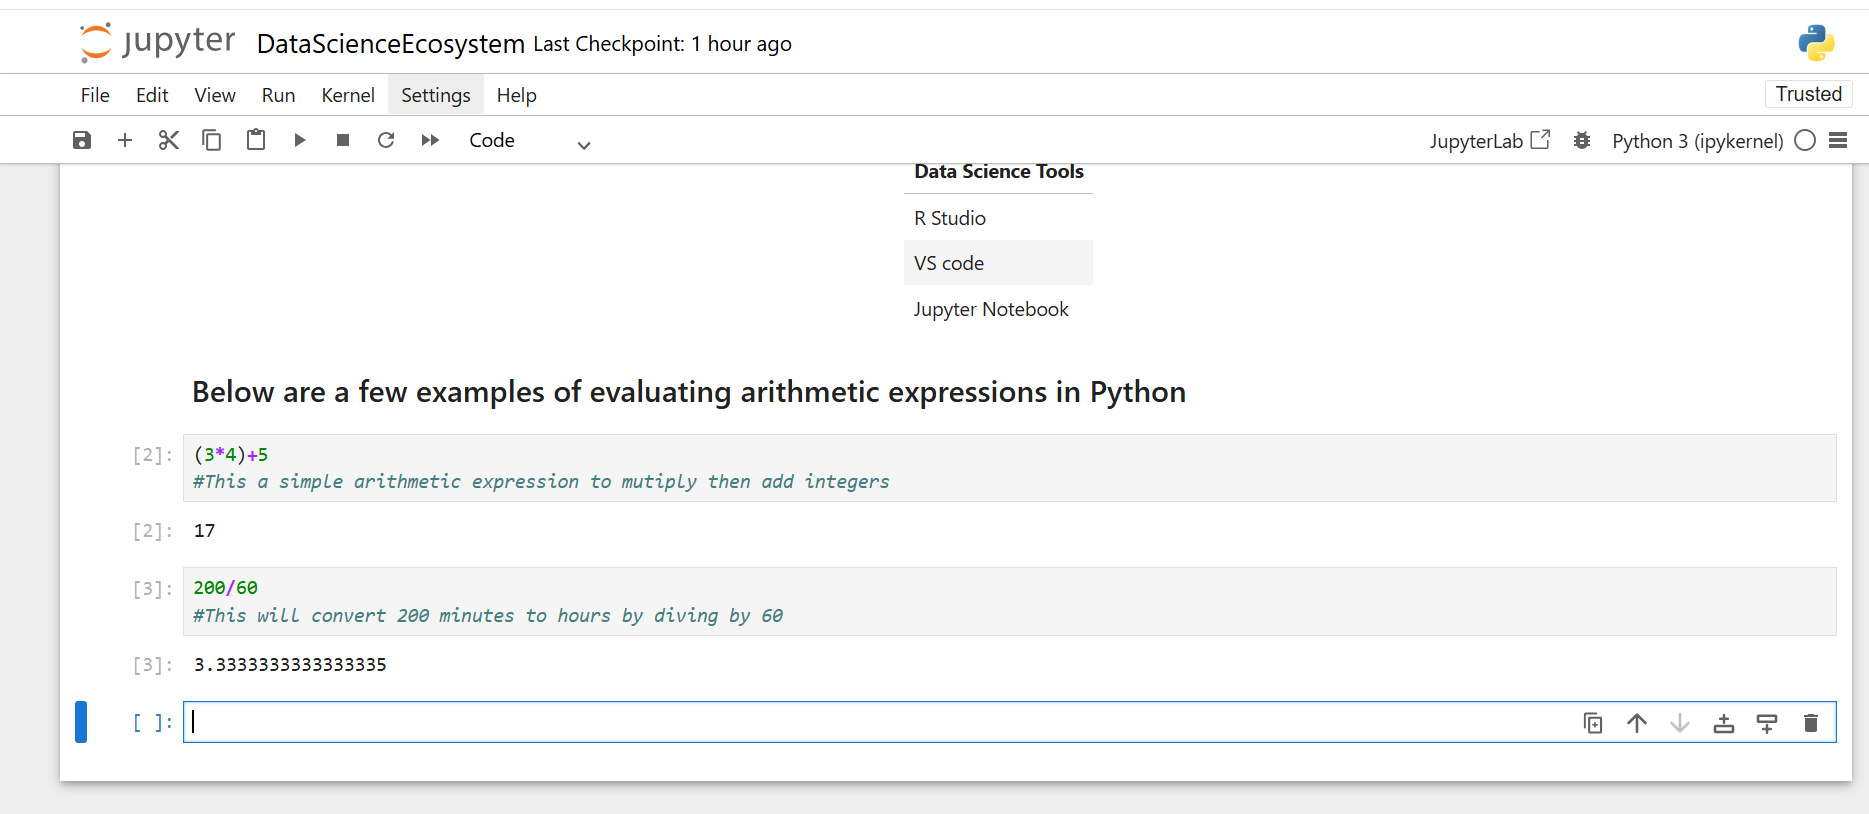 jupyter DataScienceEcosystem Last Checkpoint: 1 hour ago
File Edit View Run Kernel Settings Help Trusted
Code JupyterLab Python 3 (ipykernel)
Data Science Tools
R Studio
VS code
Jupyter Notebook
Below are a few examples of evaluating arithmetic expressions in Python
[2]: (3*4)+5
#This a simple arithmetic expression to mutiply then add integers
[2]: 17
[3]: 200/60
#This will convert 200 minutes to hours by diving by 60
[3]: 3.3333333333333335
[ ]: